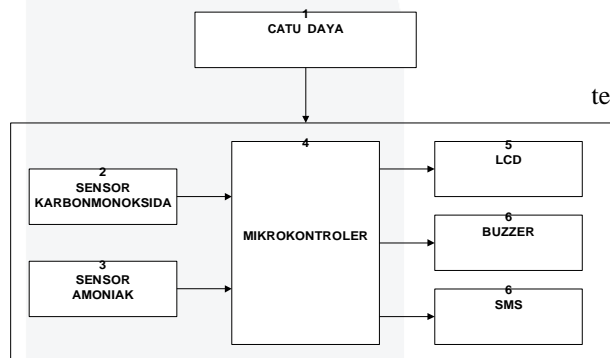 1
CATU DAYA
te
4
MIKROKONTROLER
2
SENSOR
KARBONMONOKSIDA
3
SENSOR
AMONIAK
5
LCD
6
BUZZER
6
SMS